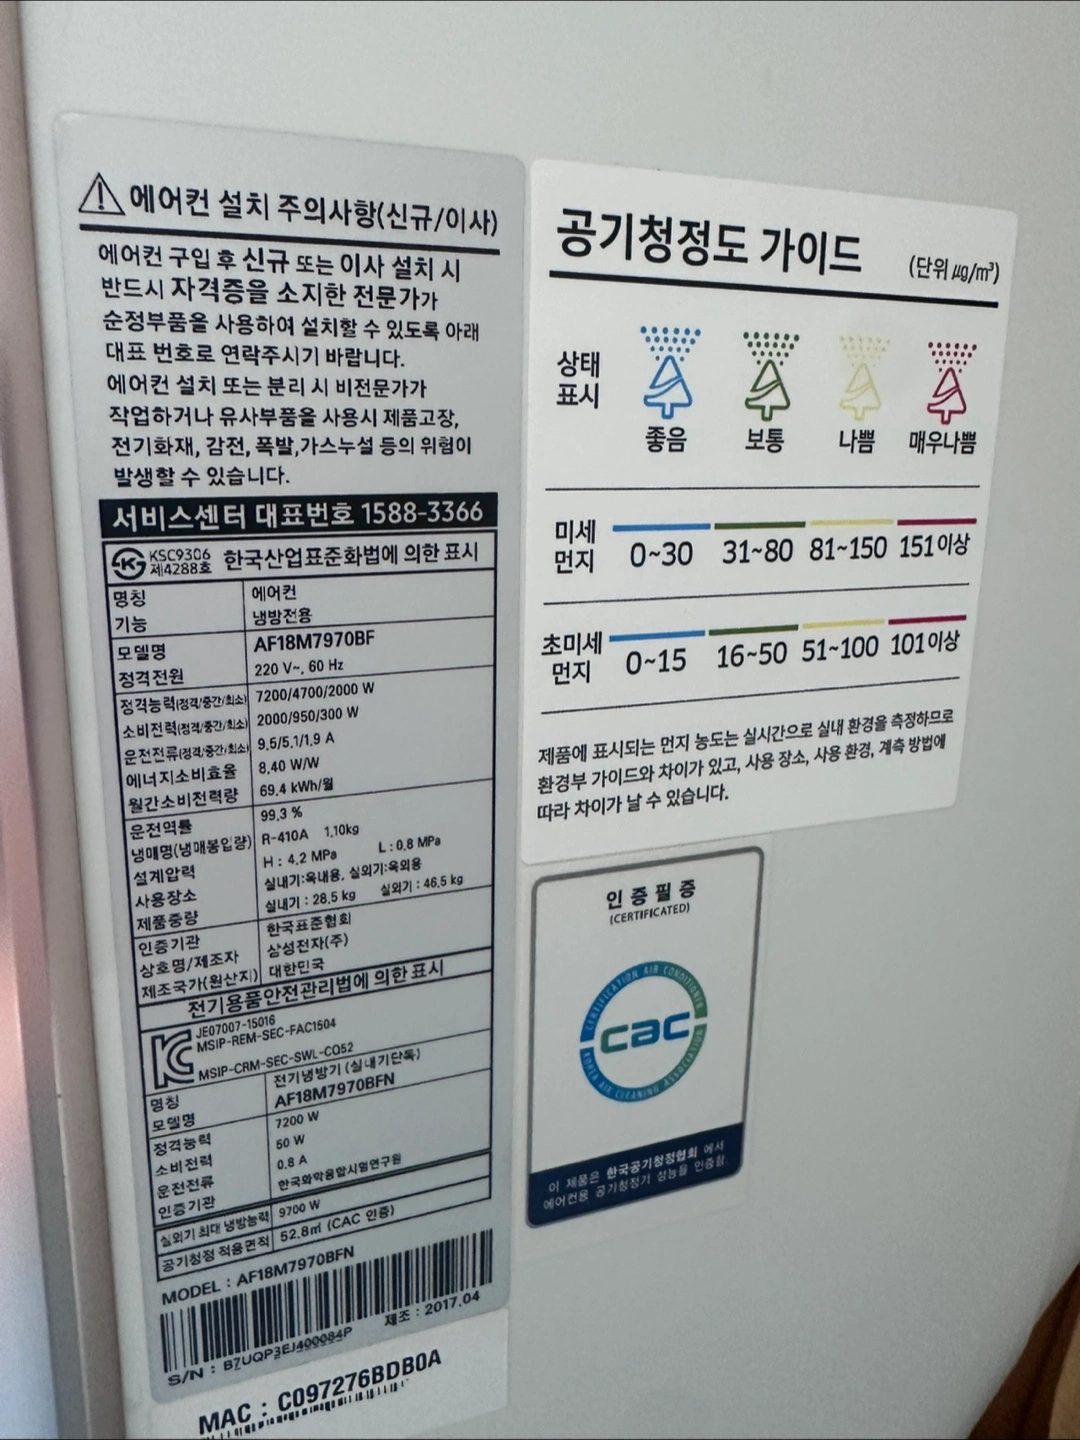 에어컨 설치 주의사항(신규/이사)
에어컨 구입 후 신규 또는 이사 설치 시
반드시 자격증을 소지한 전문가가
순정부품을 사용하여 설치할 수 있도록 아래
대표 번호로 연락주시기 바랍니다.
에어컨 설치 또는 분리 시 비전문가가
작업하거나 유사부품을 사용시 제품고장,
전기화재, 감전, 폭발,가스누설 등의 위험이
발생할 수 있습니다.
서비스센터 대표번호 1588-3366
KSC9306
제4288호
한국산업표준화법에 의한 표시
명칭 에어컨
기능 냉방전용
모델명 AF18M7970BF
정격전원 220 V~, 60 Hz
정격능력(정격/중간/최소) 7200/4700/2000 W
소비전력(정격/중간/최소) 2000/950/300 W
운전전류(정격/중간/최소) 9.5/5.1/1.9 A
에너지소비효율 8.40 W/W
월간소비전력량 69.4 kWh/월
운전역률 99.3 %
냉매명(냉매봉입량) R-410A 1.10kg
설계압력 H : 4.2 MPa L : 0.8 MPa
사용장소 실내기:옥내용, 실외기:옥외용
제품중량 실내기 : 28.5 kg 실외기 : 46.5 kg
인증기관 한국표준협회
상호명/제조자 삼성전자(주)
제조국가(원산지) 대한민국
전기용품안전관리법에 의한 표시
JE07007-15016
MSIP-REM-SEC-FAC1504
MSIP-CRM-SEC-SWL-CQ52
명칭 전기냉방기 (실내기단독)
모델명 AF18M7970BFN
정격능력 7200 W
소비전력 60 W
운전전류 0.8 A
인증기관 한국화학융합시험연구원
실외기 최대 냉방능력 9700 W
공기청정 적용면적 52.8㎡ (CAC 인증)
MODEL : AF18M7970BFN
S/N : B7UQP3EJ400084P 제조 : 2017.04
MAC : C097276BDB0A
공기청정도 가이드 (단위 ㎍/㎥)
상태
표시
좋음 보통 나쁨 매우나쁨
미세
먼지
0~30 31~80 81~150 151이상
초미세
먼지
0~15 16~50 51~100 101이상
제품에 표시되는 먼지 농도는 실시간으로 실내 환경을 측정하므로
환경부 가이드와 차이가 있고, 사용 장소, 사용 환경, 계측 방법에
따라 차이가 날 수 있습니다.
인증필증
(CERTIFICATED)
CERTIFICATION AIR CONDITIONER
cac
KOREA AIR CLEANING ASSOCIATION
이 제품은 한국공기청정협회 에서
에어컨용 공기청정기 성능을 인증함.